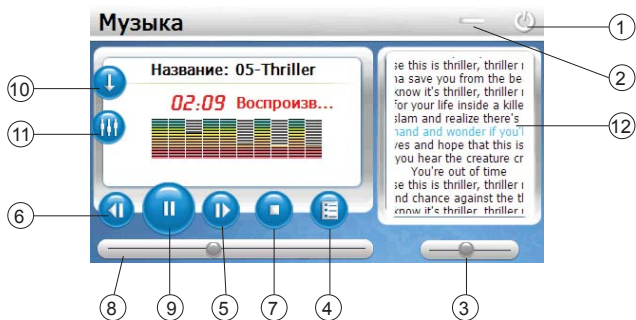 Музыка
Название: 05-Thriller
02:09 Воспроизв...
se this is thriller, thriller
na save you from the be
know it's thriller, thriller
for your life inside a kille
slam and realize there's
hand and wonder if you'll
ves and hope that this is
you hear the creature cr
You're out of time
se this is thriller, thriller
nd chance against the tl
know it's thriller, thriller
1
2
3
4
5
6
7
8
9
10
11
12